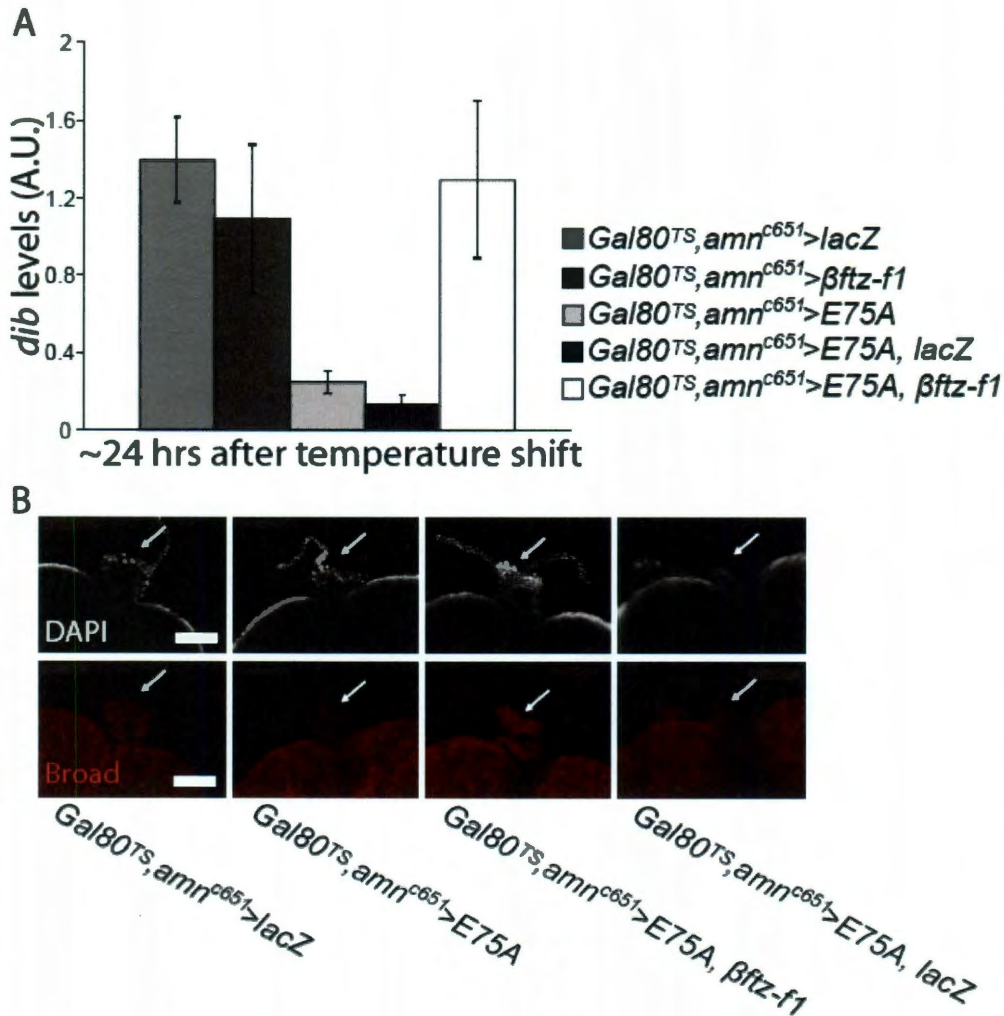 A
2
1.6
1.2
0.8
0.4
0
dib levels (A.U.)
~24 hrs after temperature shift
Gal80ᵀˢ,amnᶜ⁶⁵¹>lacZ
Gal80ᵀˢ,amnᶜ⁶⁵¹>βftz-f1
Gal80ᵀˢ,amnᶜ⁶⁵¹>E75A
Gal80ᵀˢ,amnᶜ⁶⁵¹>E75A, lacZ
Gal80ᵀˢ,amnᶜ⁶⁵¹>E75A, βftz-f1
B
DAPI
Broad
Gal80ᵀˢ,amnᶜ⁶⁵¹>lacZ
Gal80ᵀˢ,amnᶜ⁶⁵¹>E75A
Gal80ᵀˢ,amnᶜ⁶⁵¹>E75A, βftz-f1
Gal80ᵀˢ,amnᶜ⁶⁵¹>E75A, lacZ